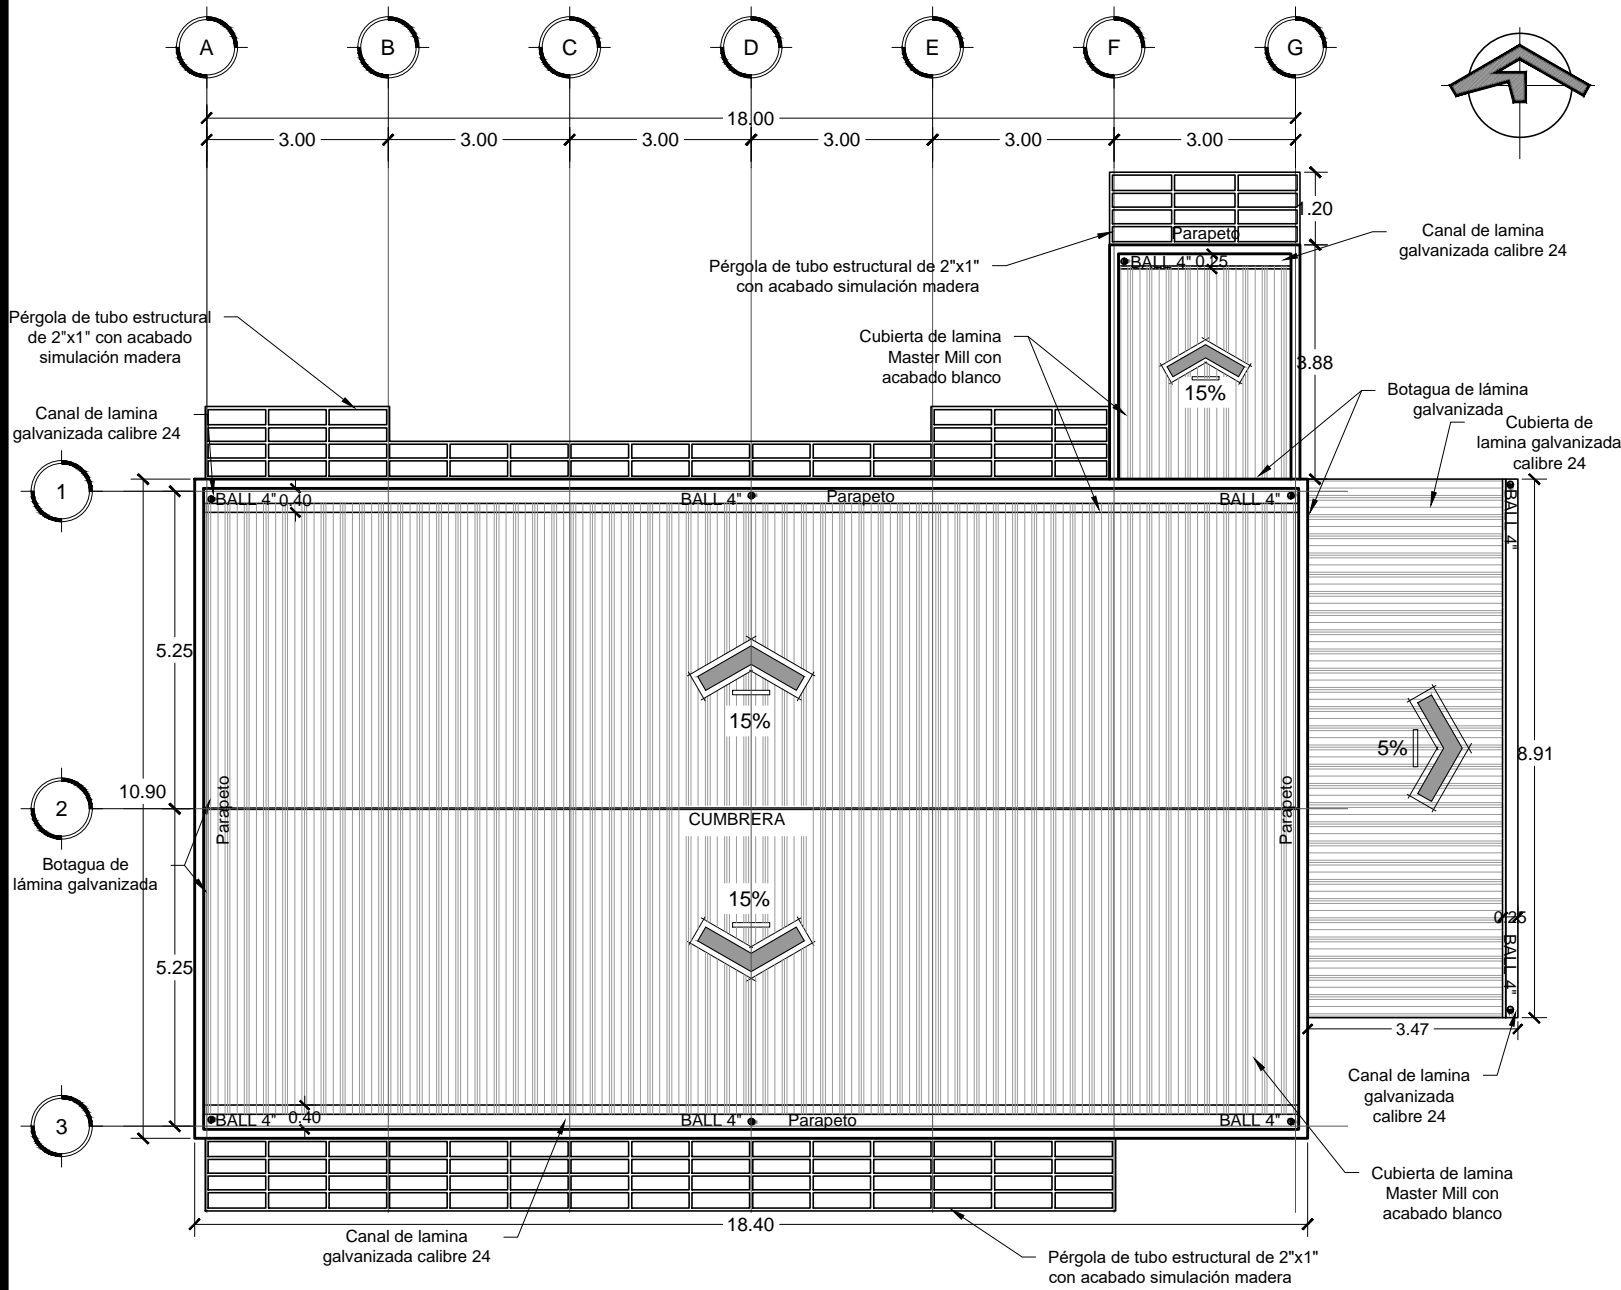 A B C D E F G
18.00
3.00 3.00 3.00 3.00 3.00 3.00
1.20
Parapeto
Canal de lamina
galvanizada calibre 24
BALL 4" 0.25
Pérgola de tubo estructural de 2"x1"
con acabado simulación madera
Pérgola de tubo estructural
de 2"x1" con acabado
simulación madera
Cubierta de lamina
Master Mill con
acabado blanco
3.88
15%
Botagua de lámina
galvanizada
Canal de lamina
galvanizada calibre 24
Cubierta de
lamina galvanizada
calibre 24
1
BALL 4" 0.40
BALL 4"
Parapeto
BALL 4"
BALL 4"
5.25
15%
5%
8.91
10.90
2
Parapeto
CUMBRERA
Parapeto
Botagua de
lámina galvanizada
15%
0.25
BALL 4"
5.25
3.47
Canal de lamina
galvanizada
calibre 24
3
BALL 4" 0.40
BALL 4"
Parapeto
BALL 4"
Cubierta de lamina
Master Mill con
acabado blanco
18.40
Canal de lamina
galvanizada calibre 24
Pérgola de tubo estructural de 2"x1"
con acabado simulación madera